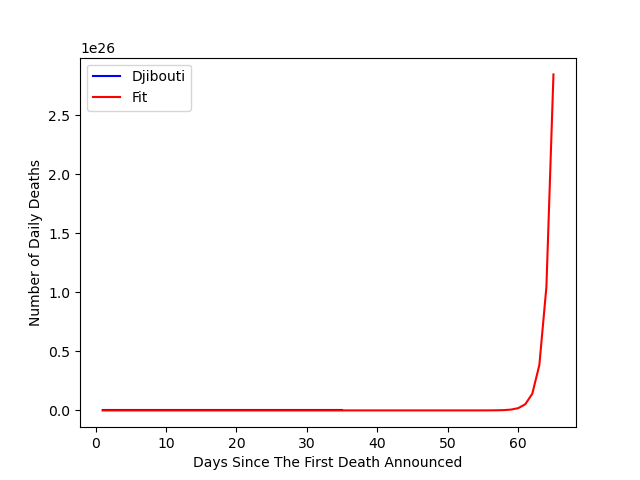 1e26
Djibouti
Fit
2.5
2.0
1.5
1.0
0.5
0.0
Number of Daily Deaths
0 10 20 30 40 50 60
Days Since The First Death Announced